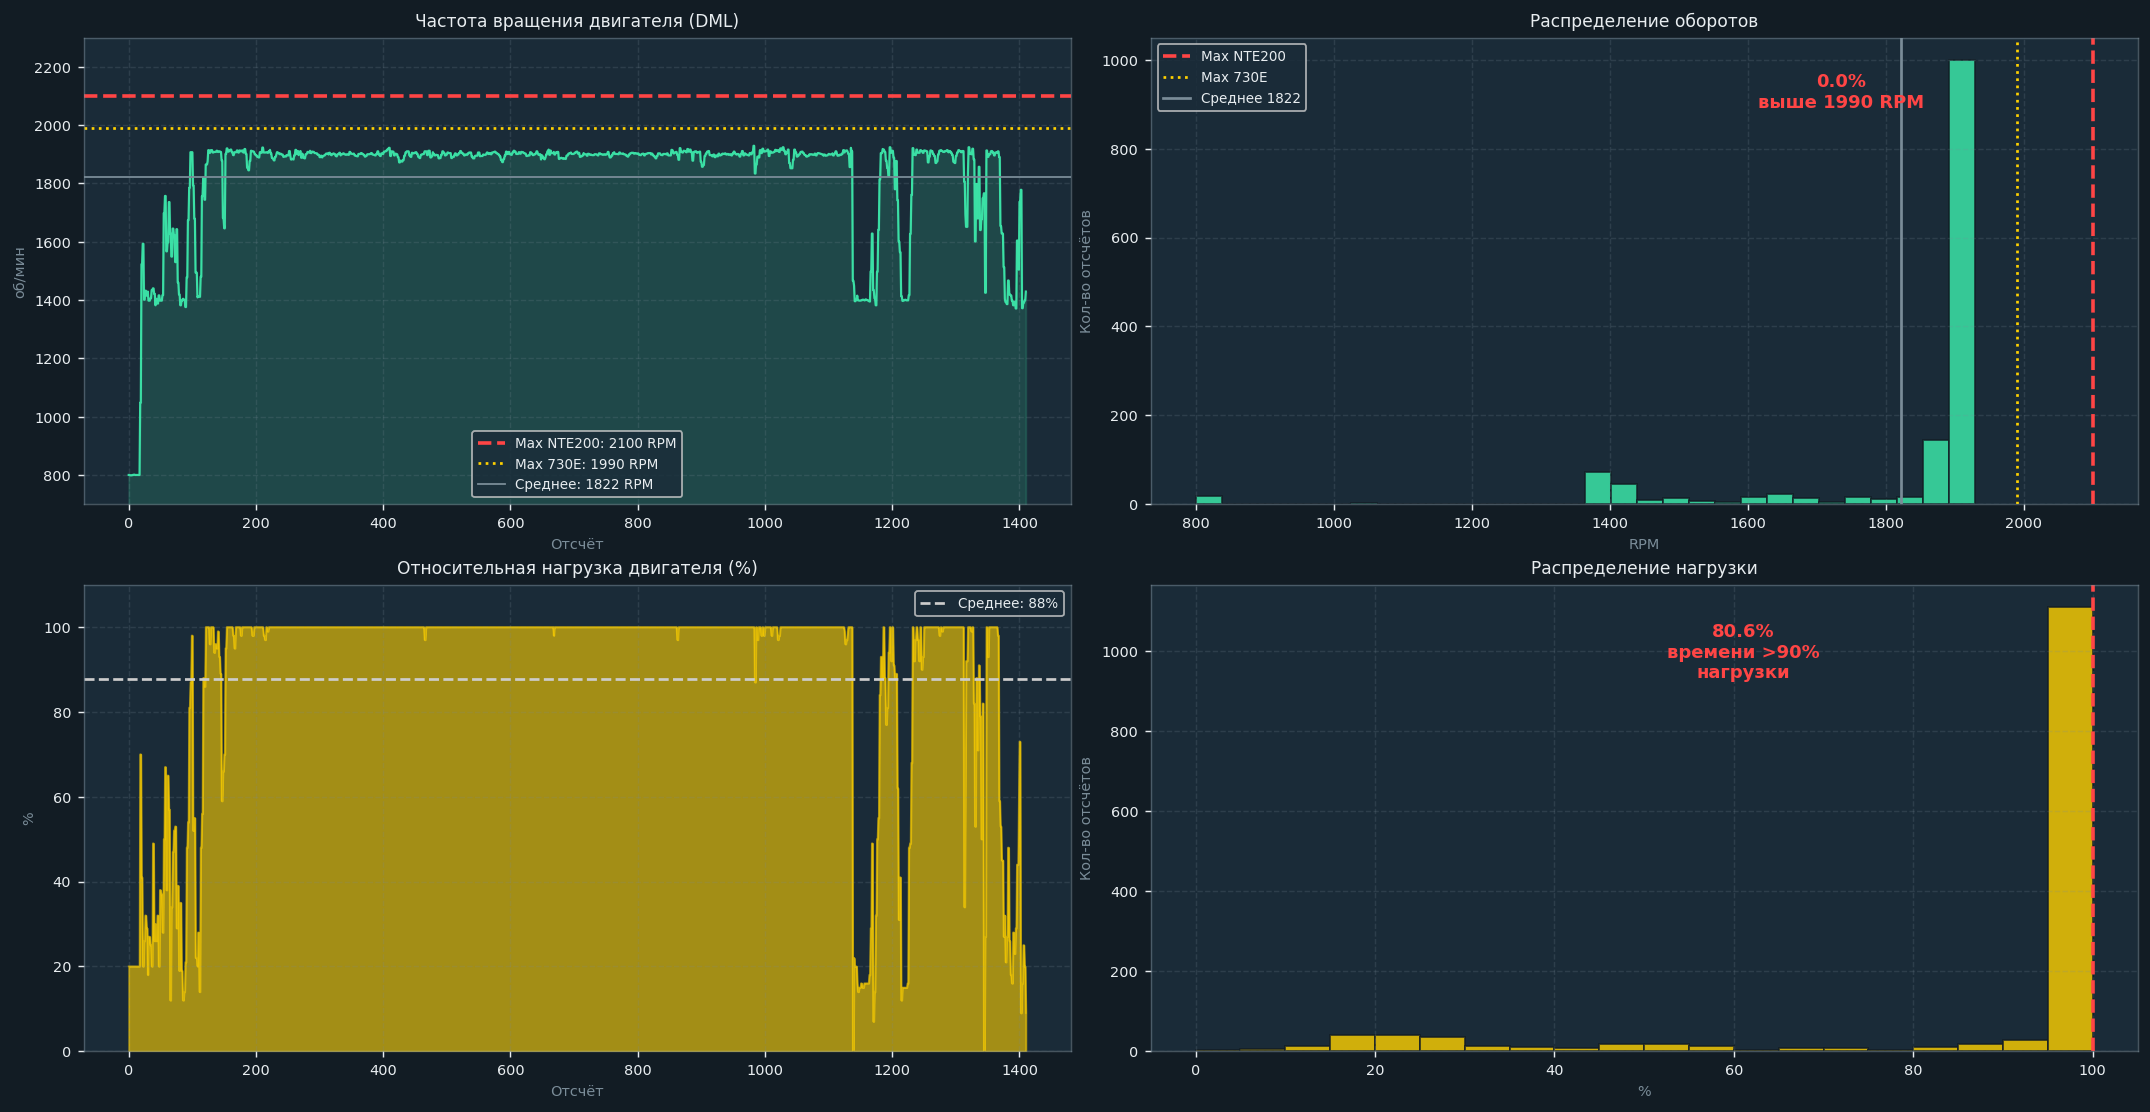 Частота вращения двигателя (DML)
2200
2000
1800
1600
1400
1200
1000
800
об/мин
Max NTE200: 2100 RPM
Max 730E: 1990 RPM
Среднее: 1822 RPM
0 200 400 600 800 1000 1200 1400
Отсчёт
Распределение оборотов
Max NTE200
Max 730E
Среднее 1822
0.0%
выше 1990 RPM
1000
800
600
400
200
0
Кол-во отсчётов
800 1000 1200 1400 1600 1800 2000
RPM
Относительная нагрузка двигателя (%)
Среднее: 88%
100
80
60
40
20
0
%
0 200 400 600 800 1000 1200 1400
Отсчёт
Распределение нагрузки
80.6%
времени >90%
нагрузки
1000
800
600
400
200
0
Кол-во отсчётов
0 20 40 60 80 100
%